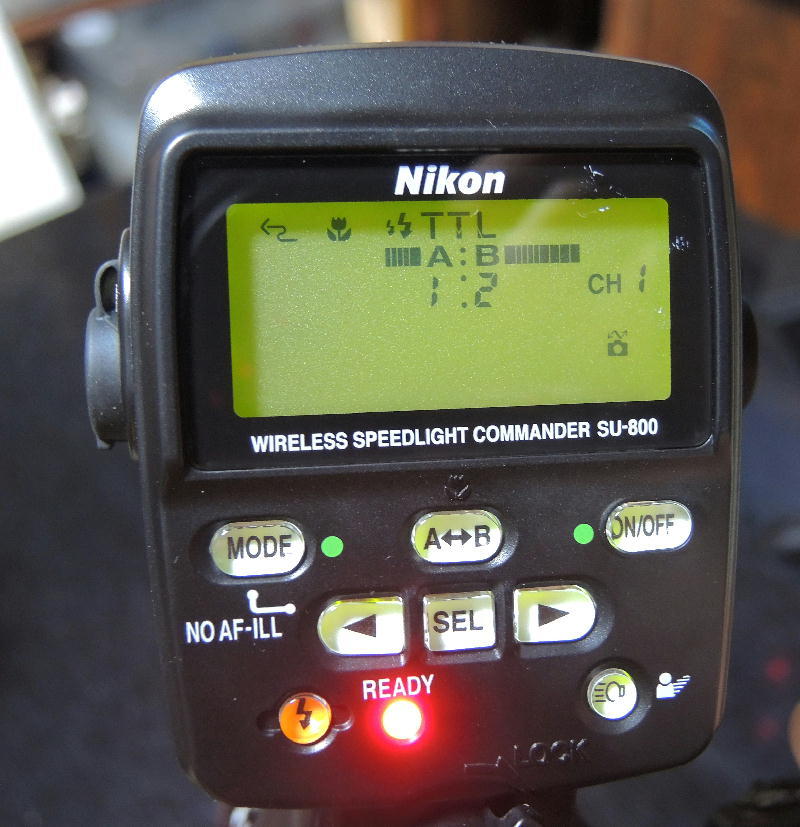 Nikon
TTL
A:B
1:2
CH 1
WIRELESS SPEEDLIGHT COMMANDER SU-800
MODE
A↔B
ON/OFF
NO AF-ILL
SEL
READY
LOCK